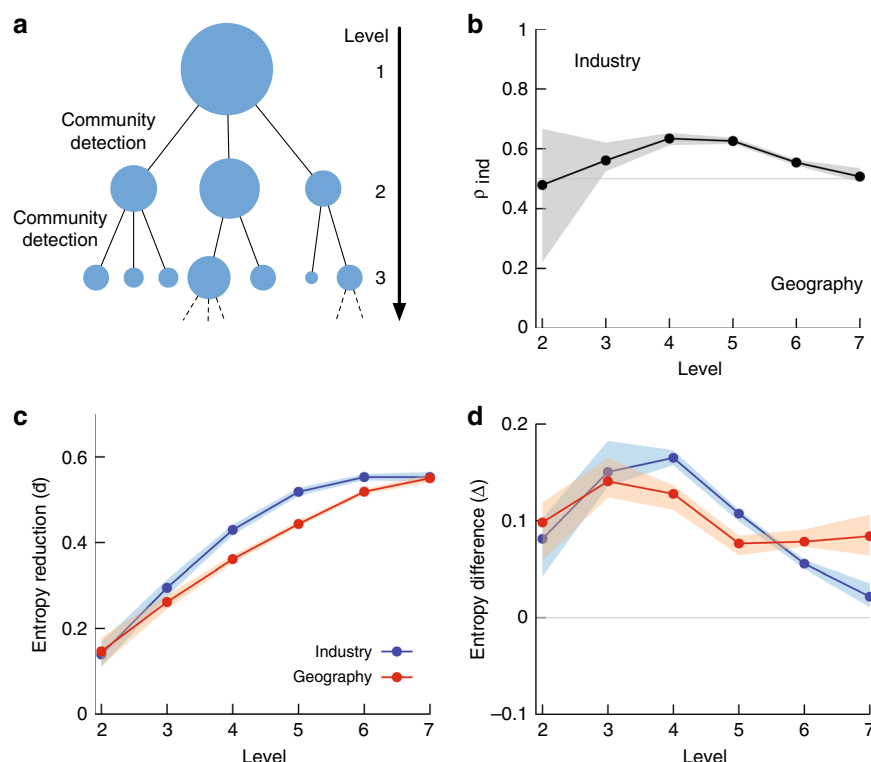 a
Level
1
Community
detection
2
Community
detection
3
b
1
0.8
0.6
0.4
0.2
0
ρ ind
Industry
Geography
2 3 4 5 6 7
Level
c
0.6
0.4
0.2
0
Entropy reduction (d)
Industry
Geography
2 3 4 5 6 7
Level
d
0.2
0.1
0
–0.1
Entropy difference (Δ)
2 3 4 5 6 7
Level